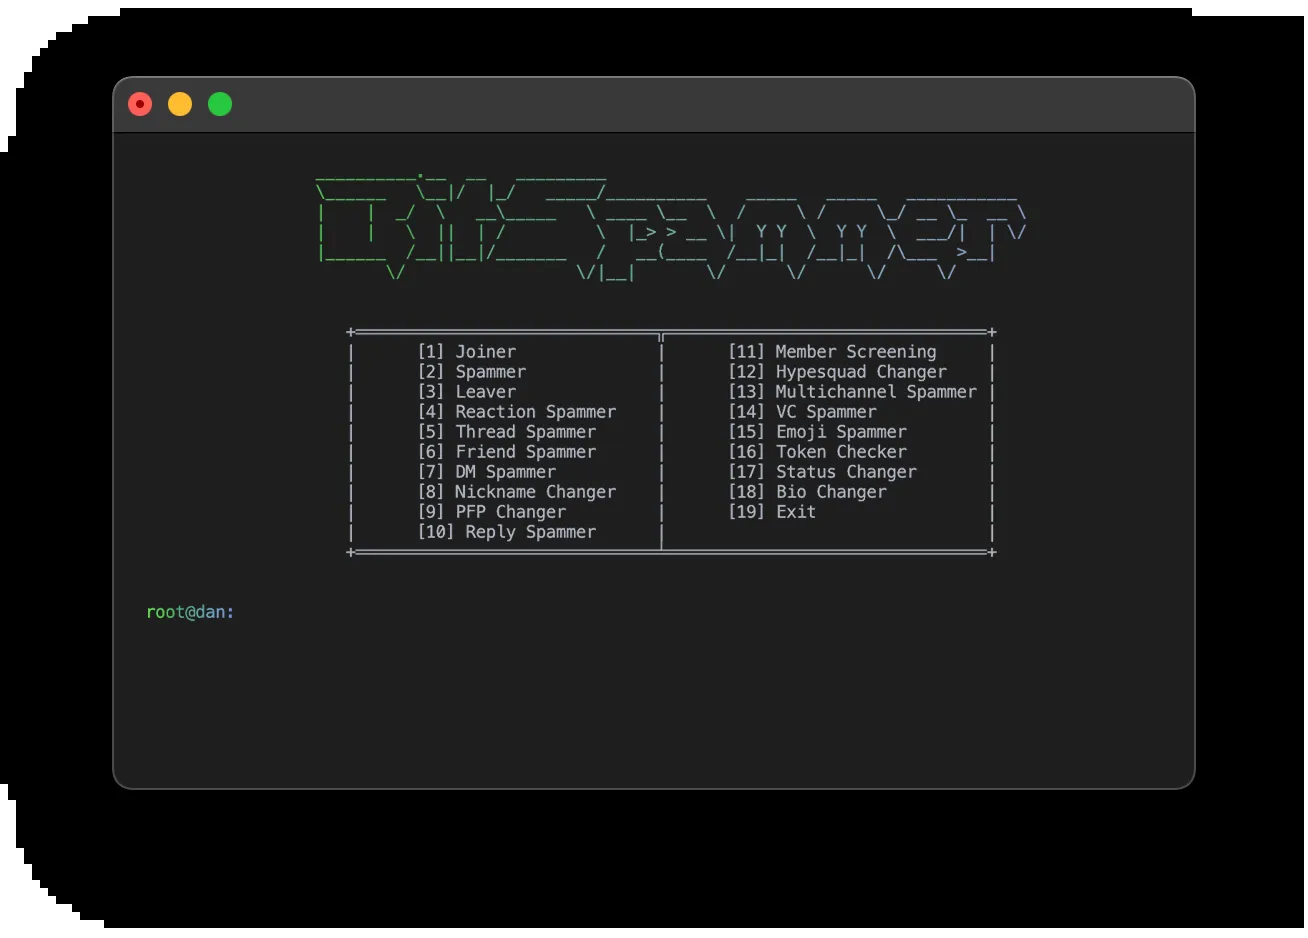 BitSpammer
[1] Joiner
[2] Spammer
[3] Leaver
[4] Reaction Spammer
[5] Thread Spammer
[6] Friend Spammer
[7] DM Spammer
[8] Nickname Changer
[9] PFP Changer
[10] Reply Spammer
[11] Member Screening
[12] Hypesquad Changer
[13] Multichannel Spammer
[14] VC Spammer
[15] Emoji Spammer
[16] Token Checker
[17] Status Changer
[18] Bio Changer
[19] Exit
root@dan: